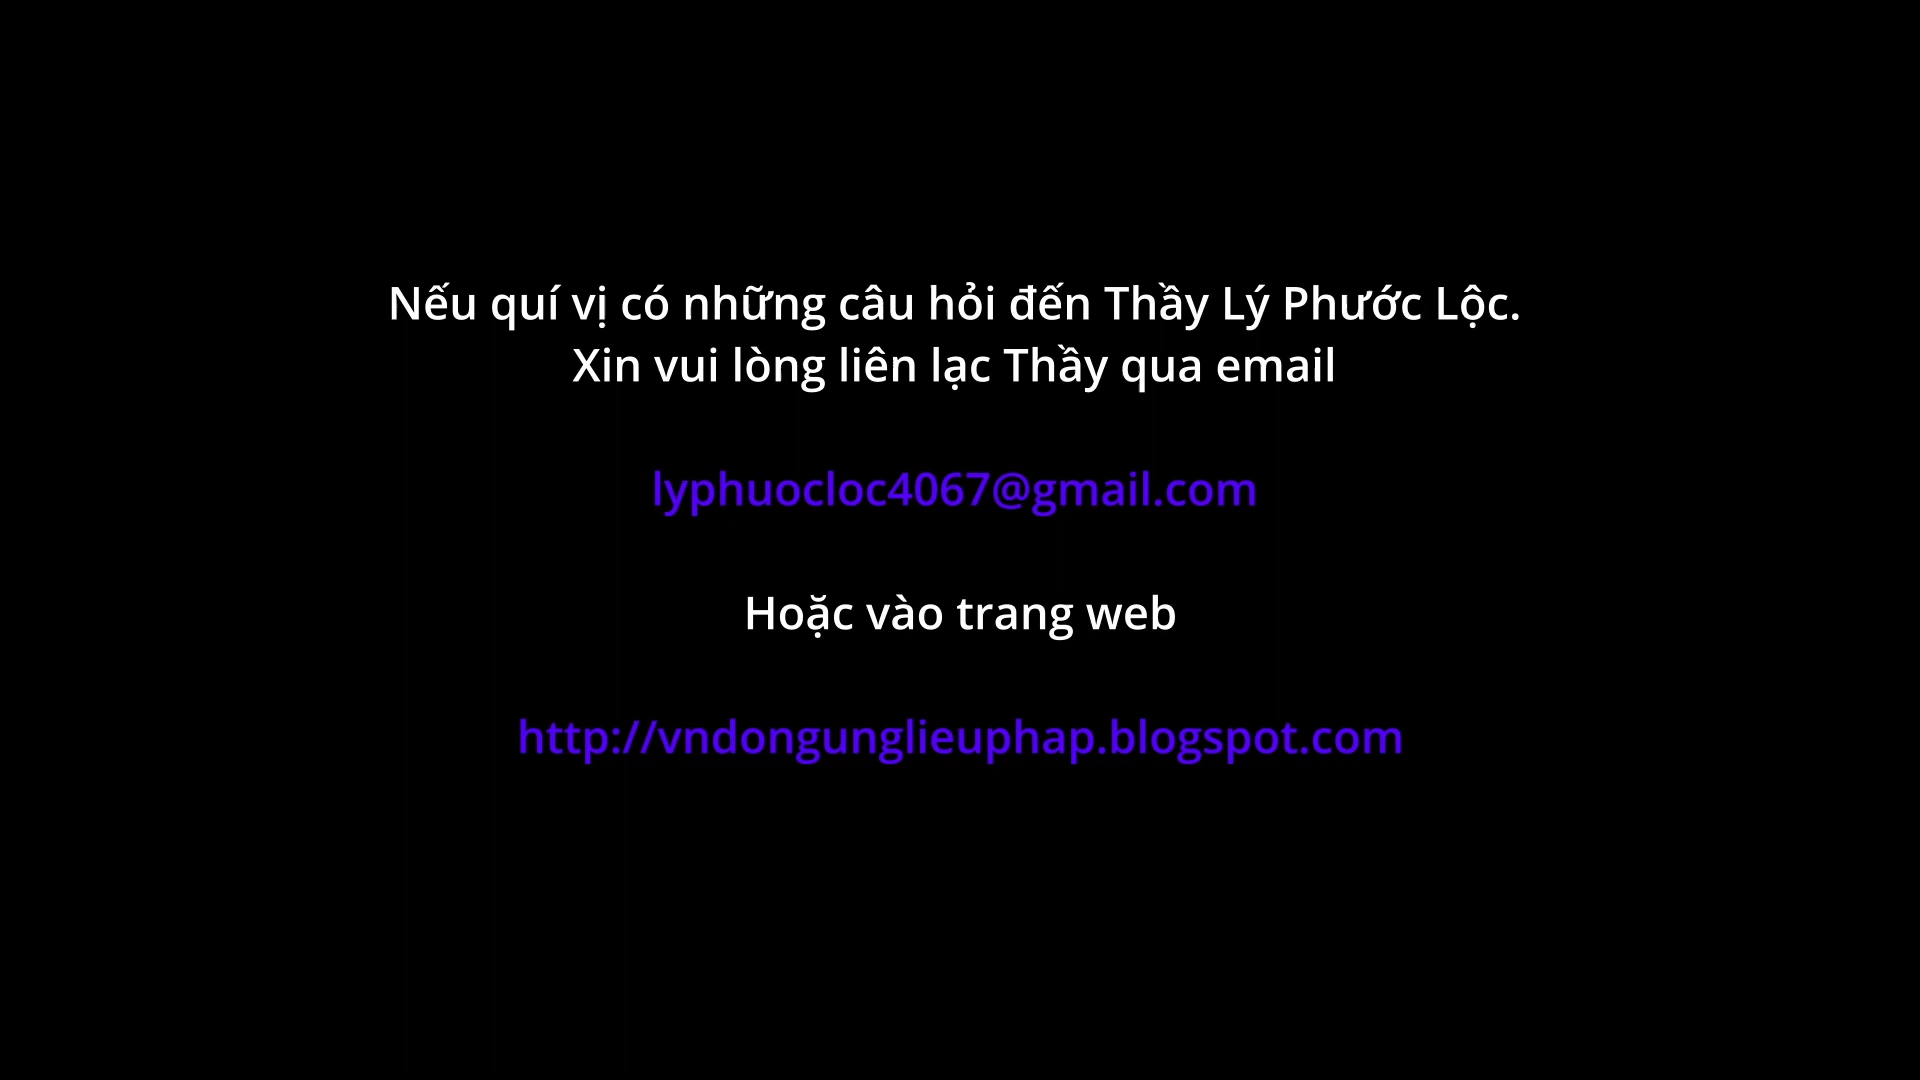 Nếu quí vị có những câu hỏi đến Thầy Lý Phước Lộc.
Xin vui lòng liên lạc Thầy qua email
lyphuocloc4067@gmail.com
Hoặc vào trang web
http://vndongunglieuphap.blogspot.com